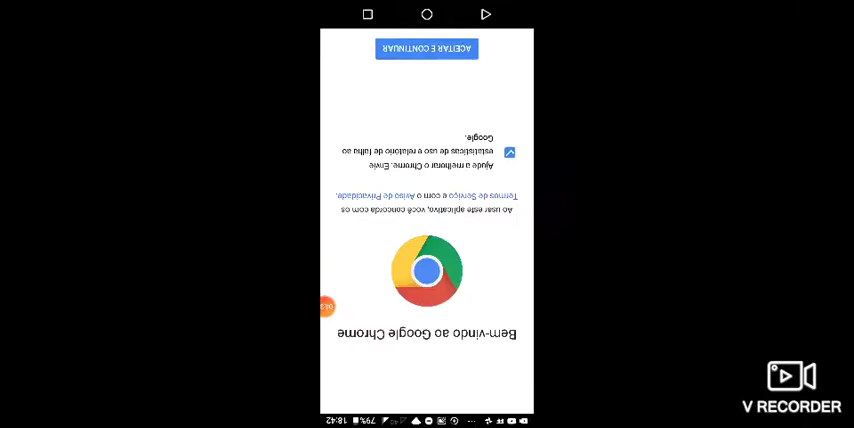 18:42
79%
4G
Bem-vindo ao Google Chrome
Ao usar este aplicativo, você concorda com os
Termos de Serviço e com o Aviso de Privacidade.
Ajude a melhorar o Chrome. Envie
estatísticas de uso e relatório de falha ao
Google.
ACEITAR E CONTINUAR
V RECORDER